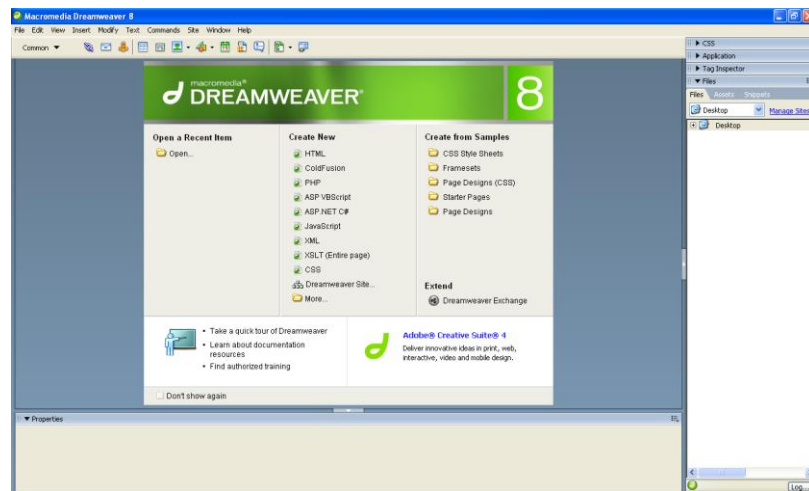 Macromedia Dreamweaver 8
File Edit View Insert Modify Text Commands Site Window Help
Common
CSS
Application
Tag Inspector
Files
Files Assets Snippets
Desktop Manage Sites
Desktop
macromedia®
DREAMWEAVER® 8
Open a Recent Item
Open...
Create New
HTML
ColdFusion
PHP
ASP VBScript
ASP.NET C#
JavaScript
XML
XSLT (Entire page)
CSS
Dreamweaver Site...
More...
Create from Samples
CSS Style Sheets
Framesets
Page Designs (CSS)
Starter Pages
Page Designs
Extend
Dreamweaver Exchange
• Take a quick tour of Dreamweaver
• Learn about documentation
resources
• Find authorized training
Adobe® Creative Suite® 4
Deliver innovative ideas in print, web,
interactive, video and mobile design.
Don't show again
Properties
Log...